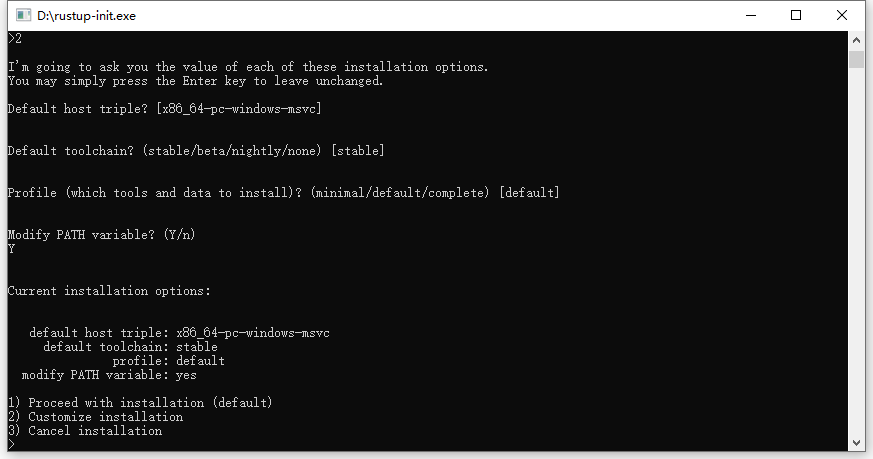 D:\rustup-init.exe
>2
I'm going to ask you the value of each of these installation options.
You may simply press the Enter key to leave unchanged.
Default host triple? [x86_64-pc-windows-msvc]
Default toolchain? (stable/beta/nightly/none) [stable]
Profile (which tools and data to install)? (minimal/default/complete) [default]
Modify PATH variable? (Y/n)
Y
Current installation options:
default host triple: x86_64-pc-windows-msvc
default toolchain: stable
profile: default
modify PATH variable: yes
1) Proceed with installation (default)
2) Customize installation
3) Cancel installation
>